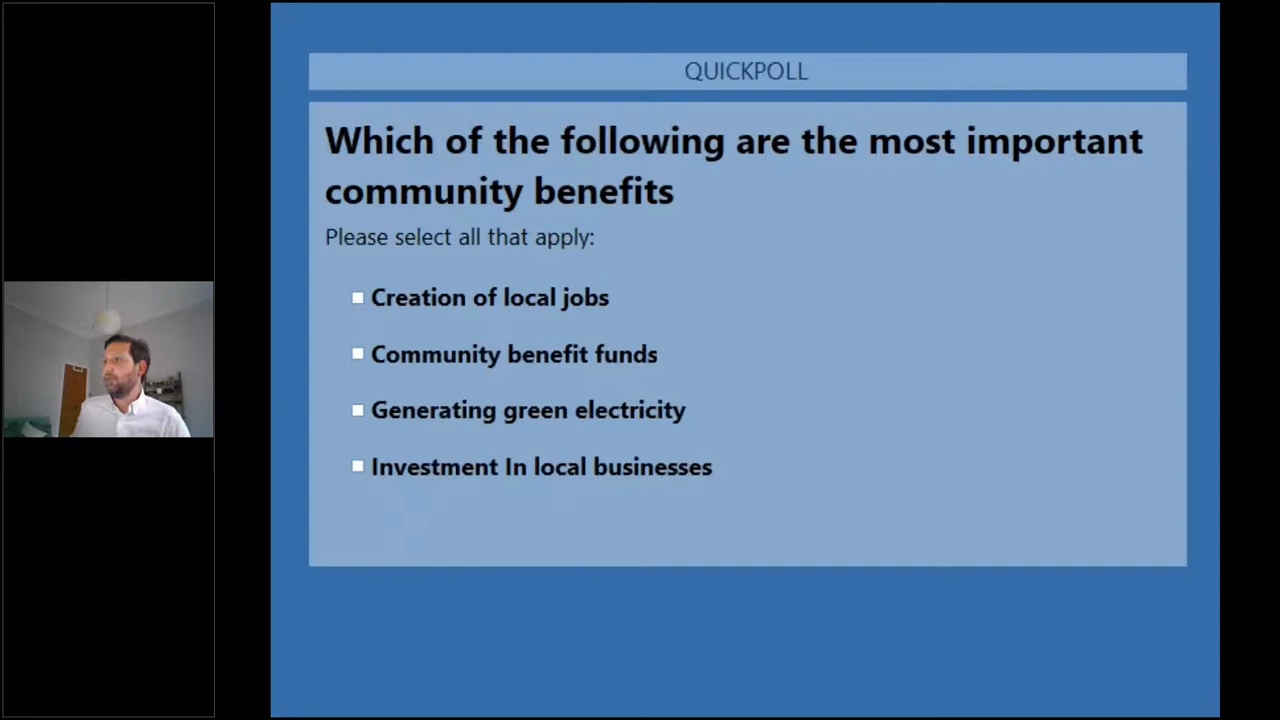 QUICKPOLL
Which of the following are the most important
community benefits
Please select all that apply:
Creation of local jobs
Community benefit funds
Generating green electricity
Investment In local businesses